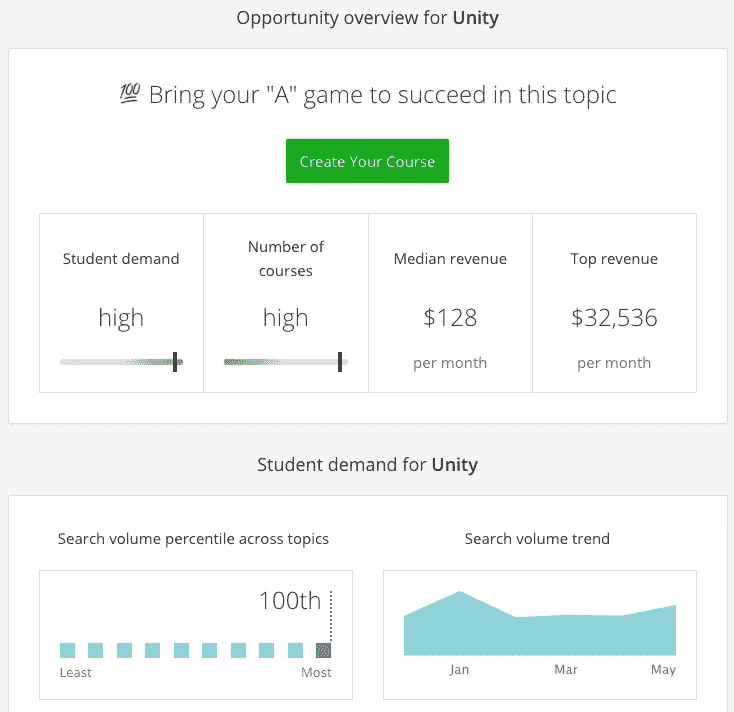 Opportunity overview for Unity
💯 Bring your "A" game to succeed in this topic
Create Your Course
Student demand
high
Number of
courses
high
Median revenue
$128
per month
Top revenue
$32,536
per month
Student demand for Unity
Search volume percentile across topics
100th
Least
Most
Search volume trend
Jan
Mar
May